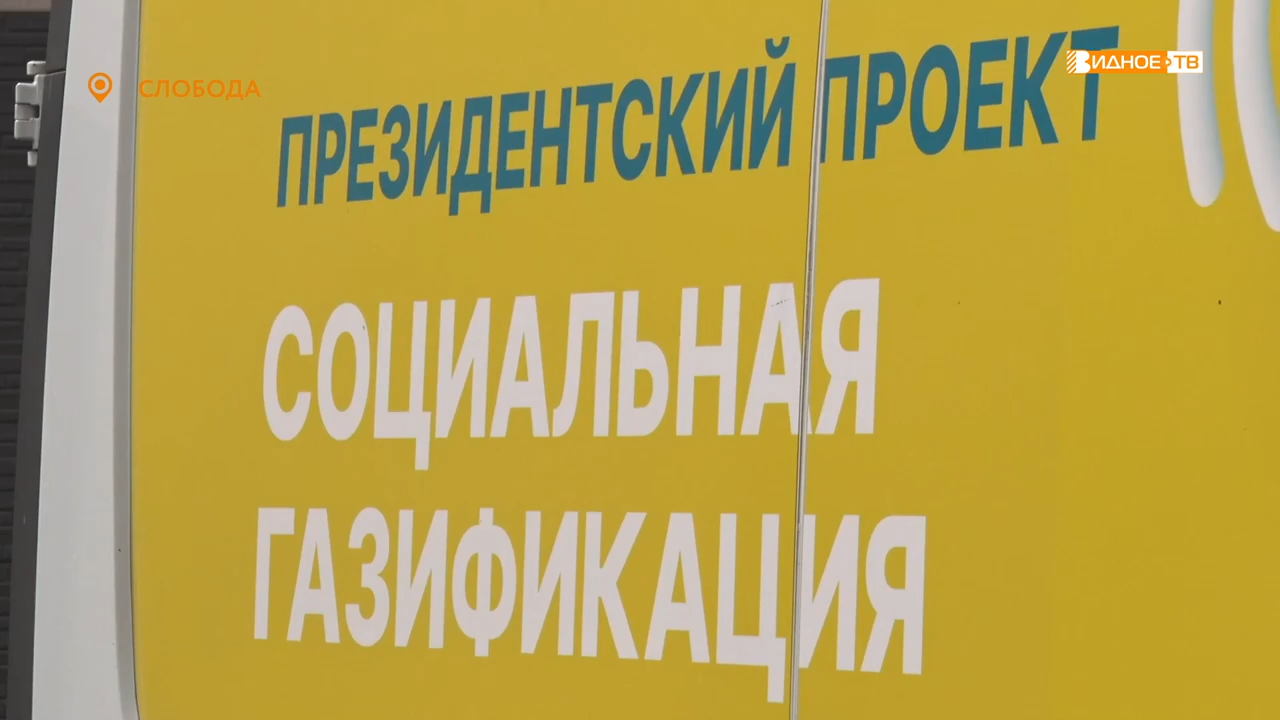 СЛОБОДА
ВИДНОЕ ТВ
ПРЕЗИДЕНТСКИЙ ПРОЕКТ
СОЦИАЛЬНАЯ
ГАЗИФИКАЦИЯ